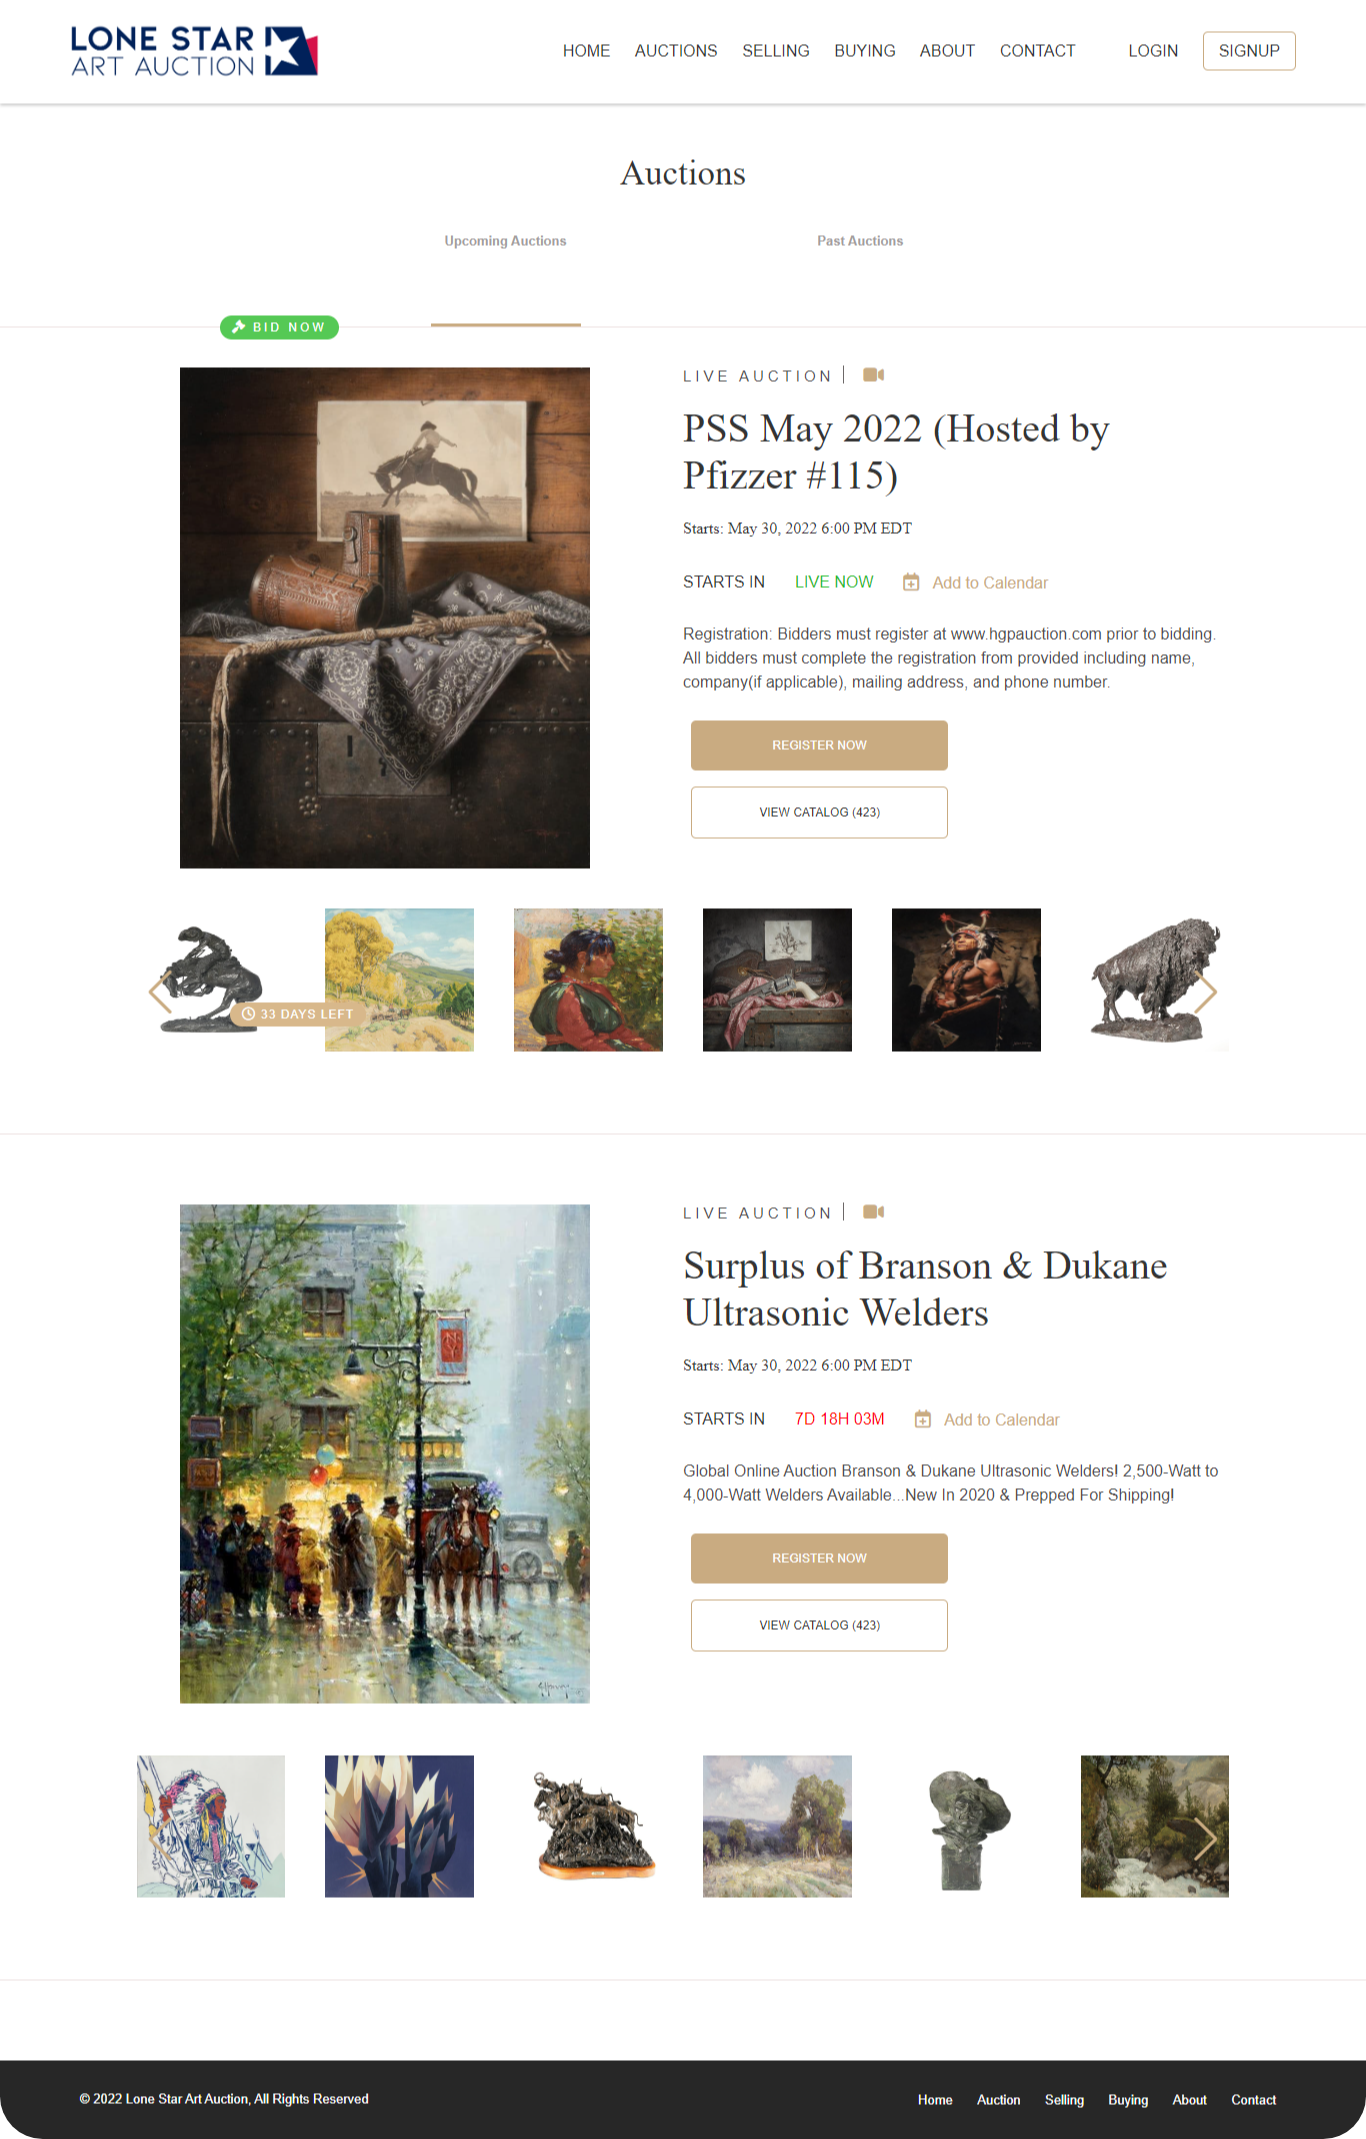 LONE STAR
ART AUCTION
HOME AUCTIONS SELLING BUYING ABOUT CONTACT LOGIN SIGNUP
Auctions
Upcoming Auctions Past Auctions
BID NOW
LIVE AUCTION
PSS May 2022 (Hosted by
Pfizzer #115)
Starts: May 30, 2022 6:00 PM EDT
STARTS IN LIVE NOW Add to Calendar
Registration: Bidders must register at www.hgpauction.com prior to bidding.
All bidders must complete the registration from provided including name,
company(if applicable), mailing address, and phone number.
REGISTER NOW
VIEW CATALOG (423)
33 DAYS LEFT
LIVE AUCTION
Surplus of Branson & Dukane
Ultrasonic Welders
Starts: May 30, 2022 6:00 PM EDT
STARTS IN 7D 18H 03M Add to Calendar
Global Online Auction Branson & Dukane Ultrasonic Welders! 2,500-Watt to
4,000-Watt Welders Available...New In 2020 & Prepped For Shipping!
REGISTER NOW
VIEW CATALOG (423)
© 2022 Lone Star Art Auction, All Rights Reserved
Home Auction Selling Buying About Contact